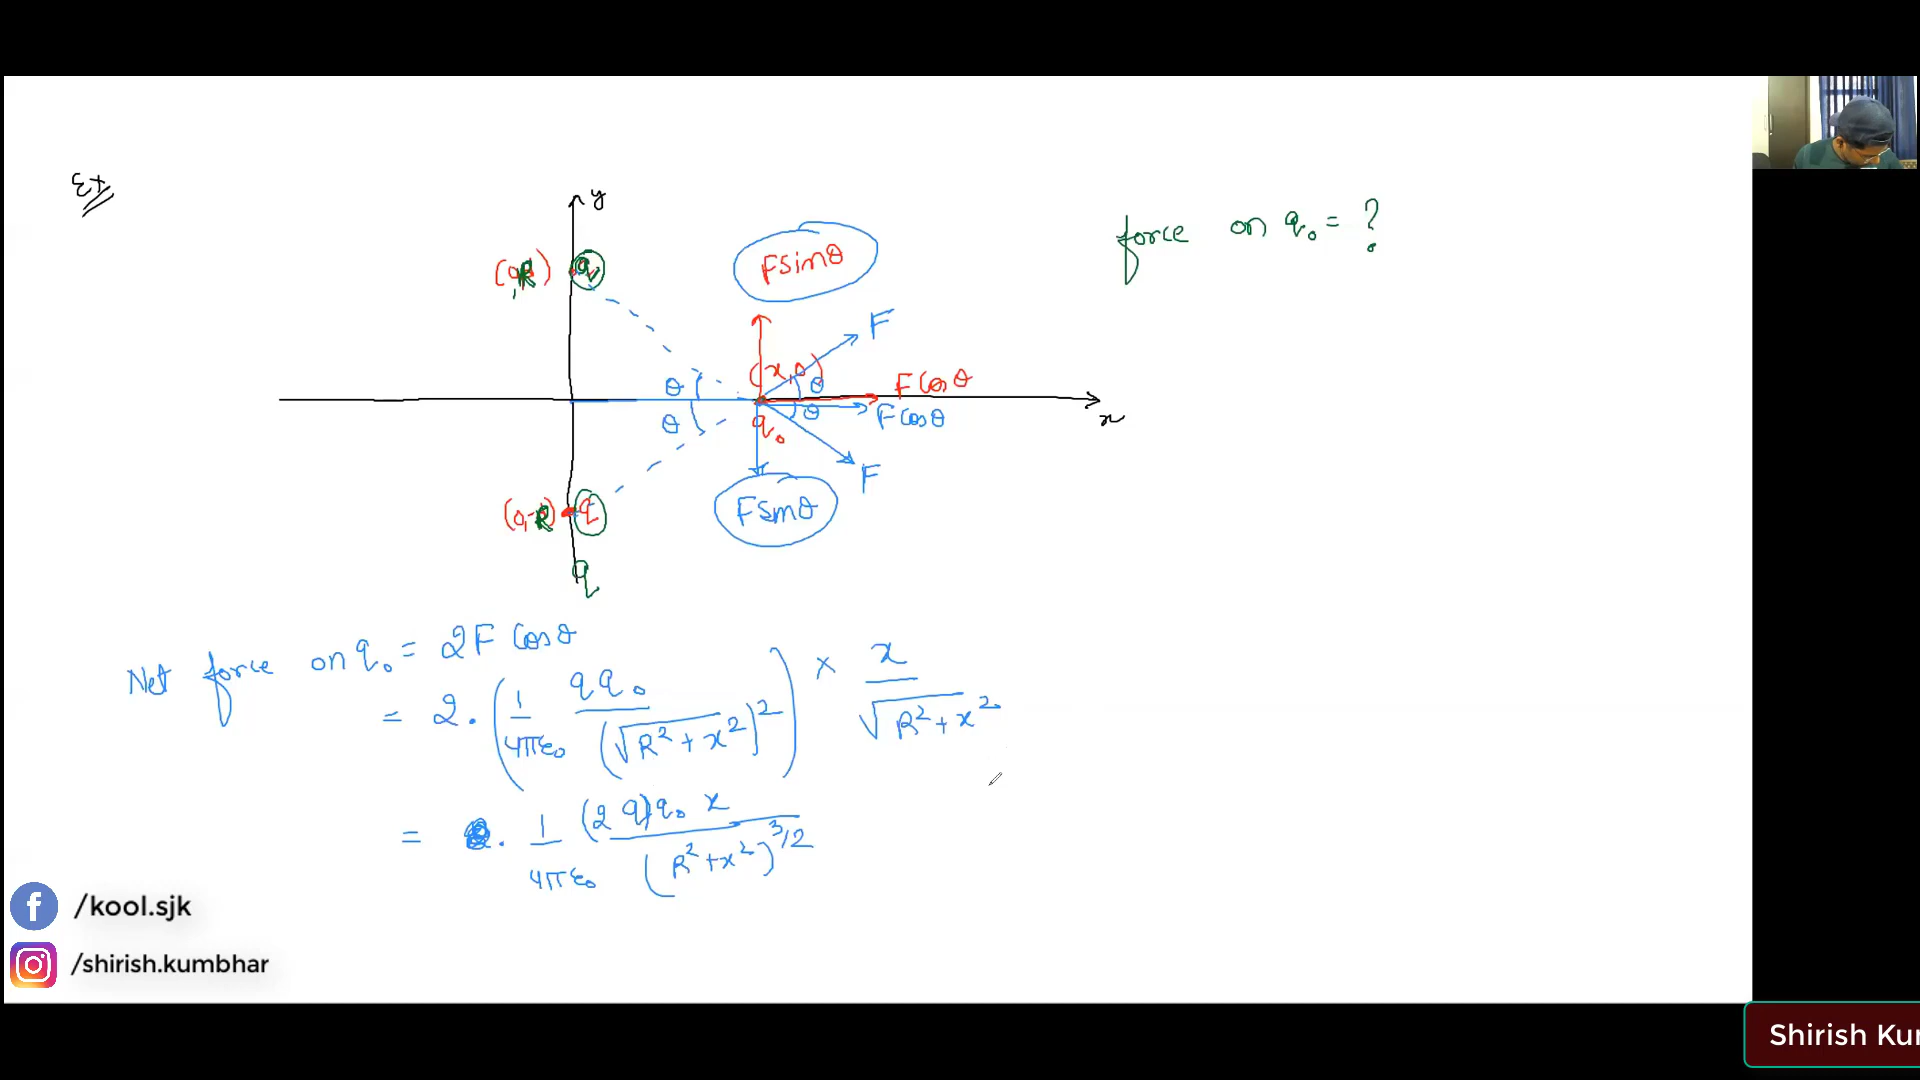 Ex
y
(0,R) q
Fsinθ
force on q₀ = ?
F
(x,0)
θ θ F Cosθ
θ θ F Cosθ
q₀
x
F
(0,-R) q
FSinθ
q
Net force on q₀ = 2F Cosθ
= 2 . ( 1/4πε₀ qq₀/(√R²+x²)² ) × x/√R²+x²
= . 1/4πε₀ (2q)q₀ x/(R²+x²)^3/2
/kool.sjk
/shirish.kumbhar
Shirish Kum